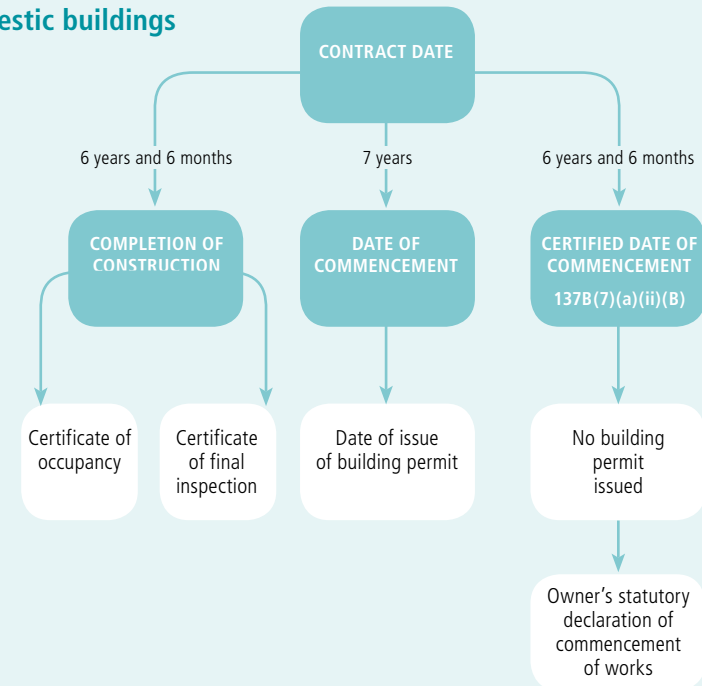 estic buildings
CONTRACT DATE
6 years and 6 months
7 years
6 years and 6 months
COMPLETION OF
CONSTRUCTION
DATE OF
COMMENCEMENT
CERTIFIED DATE OF
COMMENCEMENT
137B(7)(a)(ii)(B)
Certificate of
occupancy
Certificate
of final
inspection
Date of issue
of building permit
No building
permit
issued
Owner’s statutory
declaration of
commencement
of works